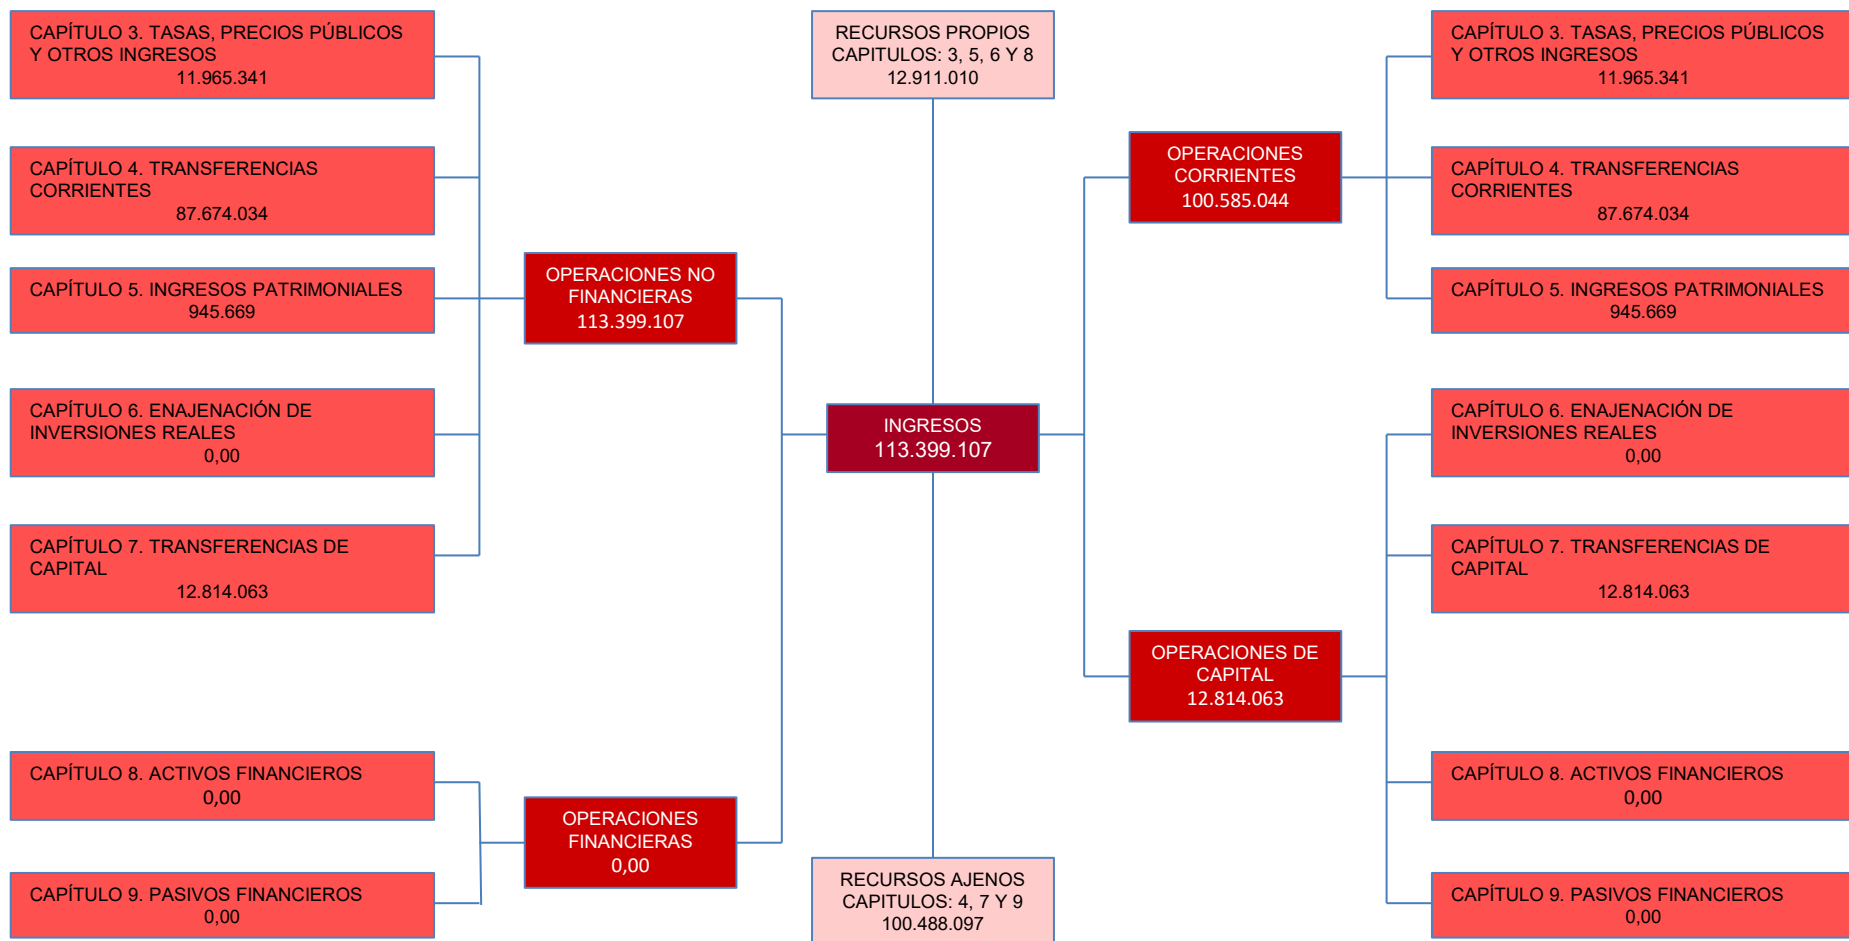 CAPÍTULO 3. TASAS, PRECIOS PÚBLICOS
Y OTROS INGRESOS
11.965.341
CAPÍTULO 4. TRANSFERENCIAS
CORRIENTES
87.674.034
CAPÍTULO 5. INGRESOS PATRIMONIALES
945.669
CAPÍTULO 6. ENAJENACIÓN DE
INVERSIONES REALES
0,00
CAPÍTULO 7. TRANSFERENCIAS DE
CAPITAL
12.814.063
CAPÍTULO 8. ACTIVOS FINANCIEROS
0,00
CAPÍTULO 9. PASIVOS FINANCIEROS
0,00
OPERACIONES NO
FINANCIERAS
113.399.107
OPERACIONES
FINANCIERAS
0,00
RECURSOS PROPIOS
CAPITULOS: 3, 5, 6 Y 8
12.911.010
INGRESOS
113.399.107
RECURSOS AJENOS
CAPITULOS: 4, 7 Y 9
100.488.097
OPERACIONES
CORRIENTES
100.585.044
OPERACIONES DE
CAPITAL
12.814.063
CAPÍTULO 3. TASAS, PRECIOS PÚBLICOS
Y OTROS INGRESOS
11.965.341
CAPÍTULO 4. TRANSFERENCIAS
CORRIENTES
87.674.034
CAPÍTULO 5. INGRESOS PATRIMONIALES
945.669
CAPÍTULO 6. ENAJENACIÓN DE
INVERSIONES REALES
0,00
CAPÍTULO 7. TRANSFERENCIAS DE
CAPITAL
12.814.063
CAPÍTULO 8. ACTIVOS FINANCIEROS
0,00
CAPÍTULO 9. PASIVOS FINANCIEROS
0,00